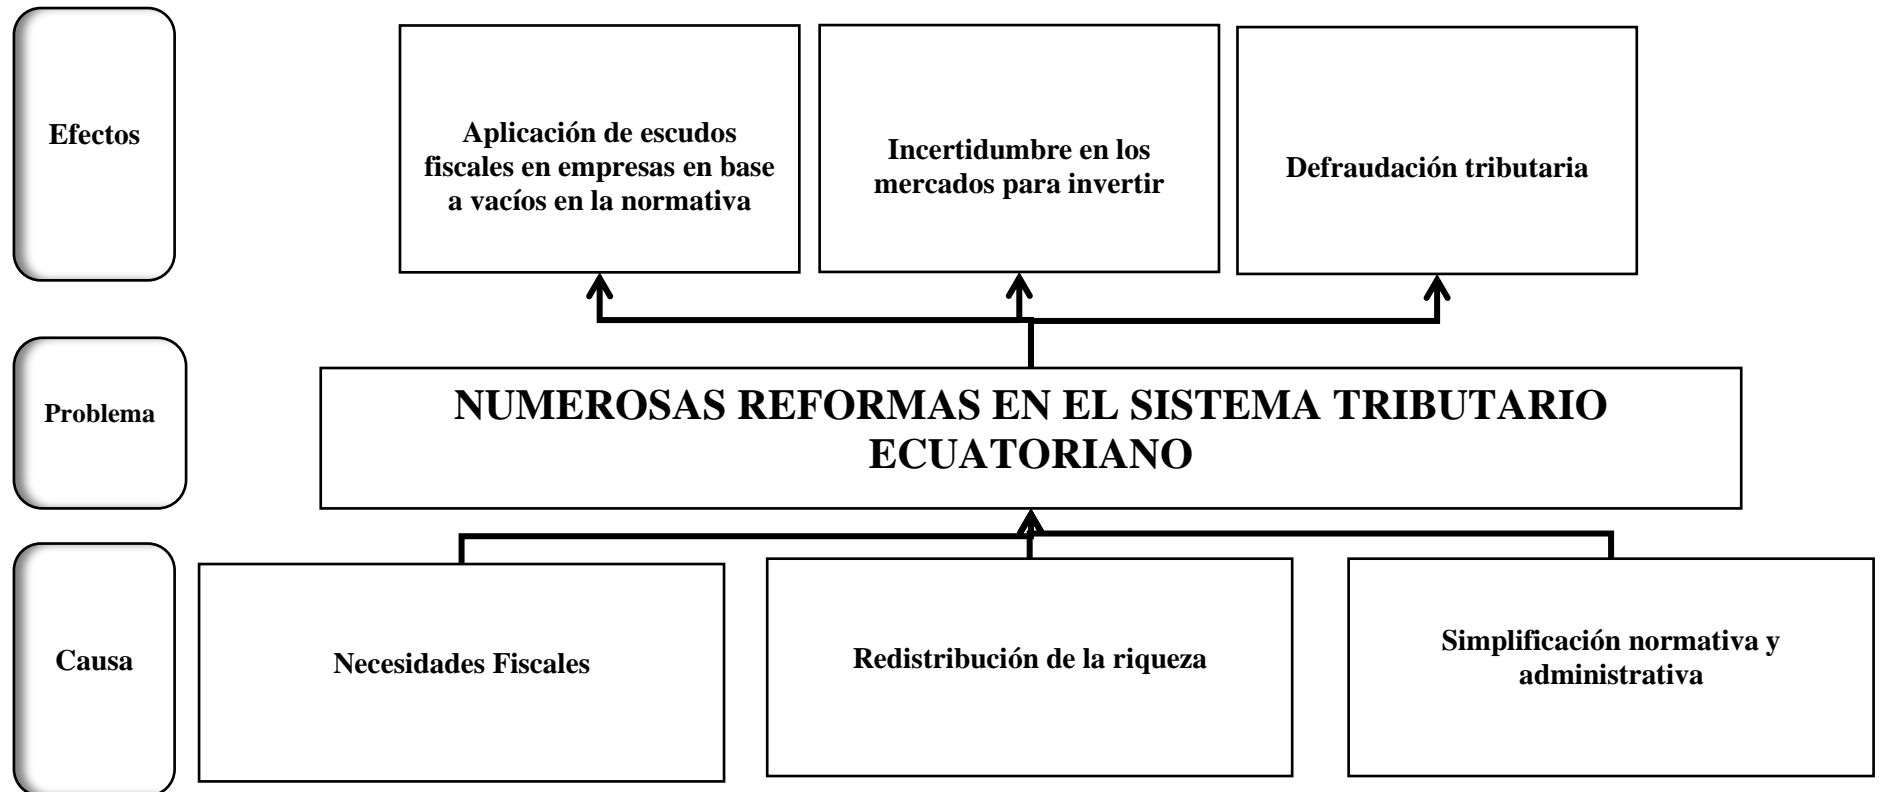 Efectos
Aplicación de escudos
fiscales en empresas en base
a vacíos en la normativa
Incertidumbre en los
mercados para invertir
Defraudación tributaria
Problema
NUMEROSAS REFORMAS EN EL SISTEMA TRIBUTARIO
ECUATORIANO
Causa
Necesidades Fiscales
Redistribución de la riqueza
Simplificación normativa y
administrativa